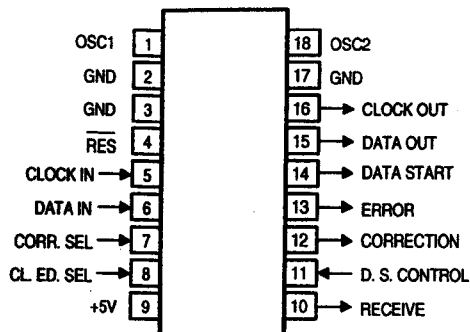 OSC1 1 18 OSC2
GND 2 17 GND
GND 3 16 CLOCK OUT
RES 4 15 DATA OUT
CLOCK IN 5 14 DATA START
DATA IN 6 13 ERROR
CORR. SEL 7 12 CORRECTION
CL. ED. SEL 8 11 D. S. CONTROL
+5V 9 10 RECEIVE